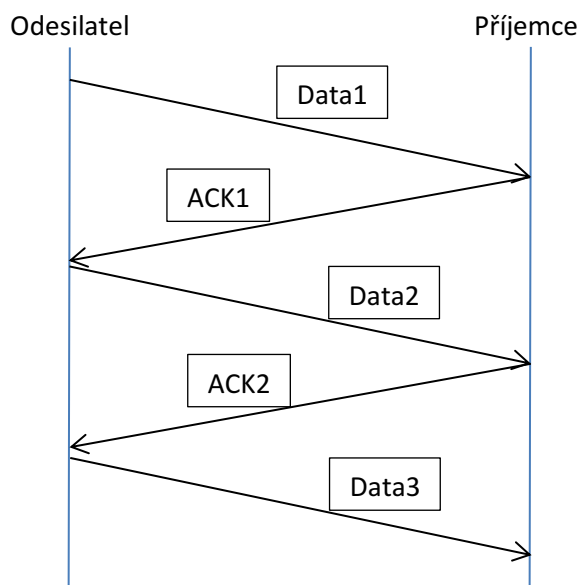 Odesilatel
Příjemce
Data1
ACK1
Data2
ACK2
Data3